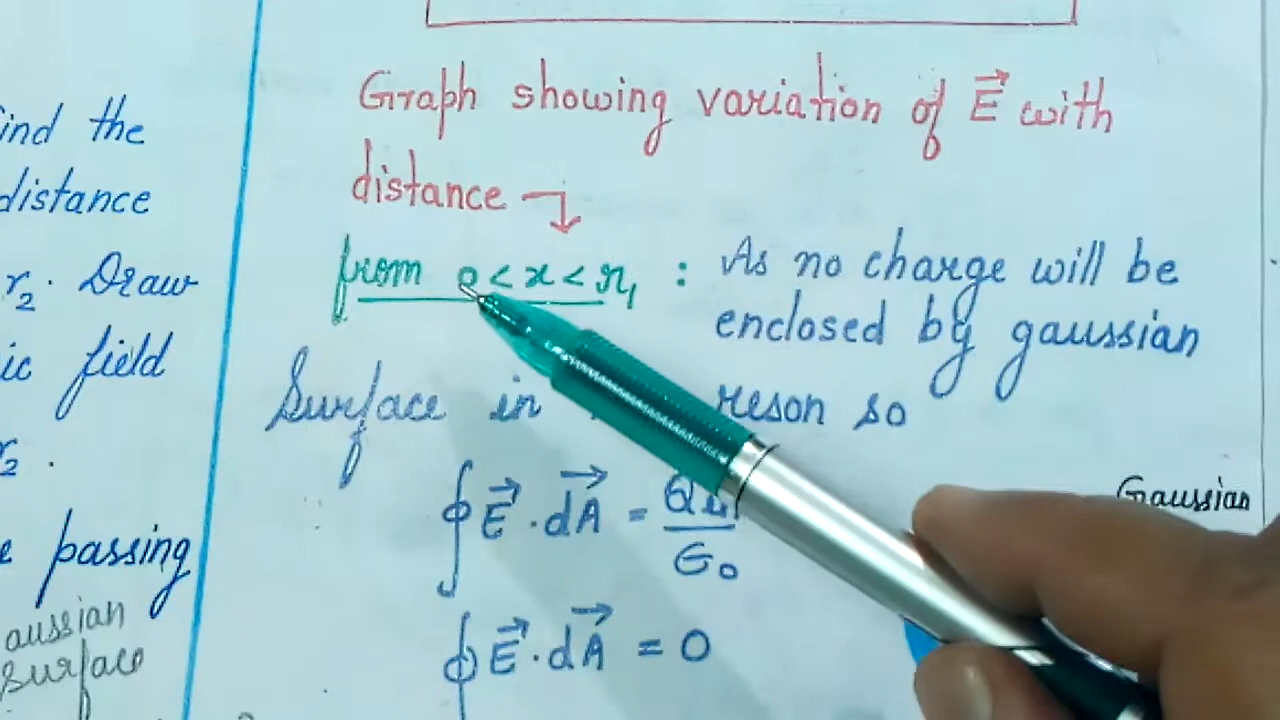 ind the
distance
r₂. Draw
ic field
r₂ .
e passing
aussian
Surface
Graph showing variation of E⃗ with
distance
from 0<x<r₁ : As no charge will be
enclosed by gaussian
Surface in reson so
∮ E⃗ . dA⃗ = Qin / ε₀
∮ E⃗ . dA⃗ = 0
Gaussian